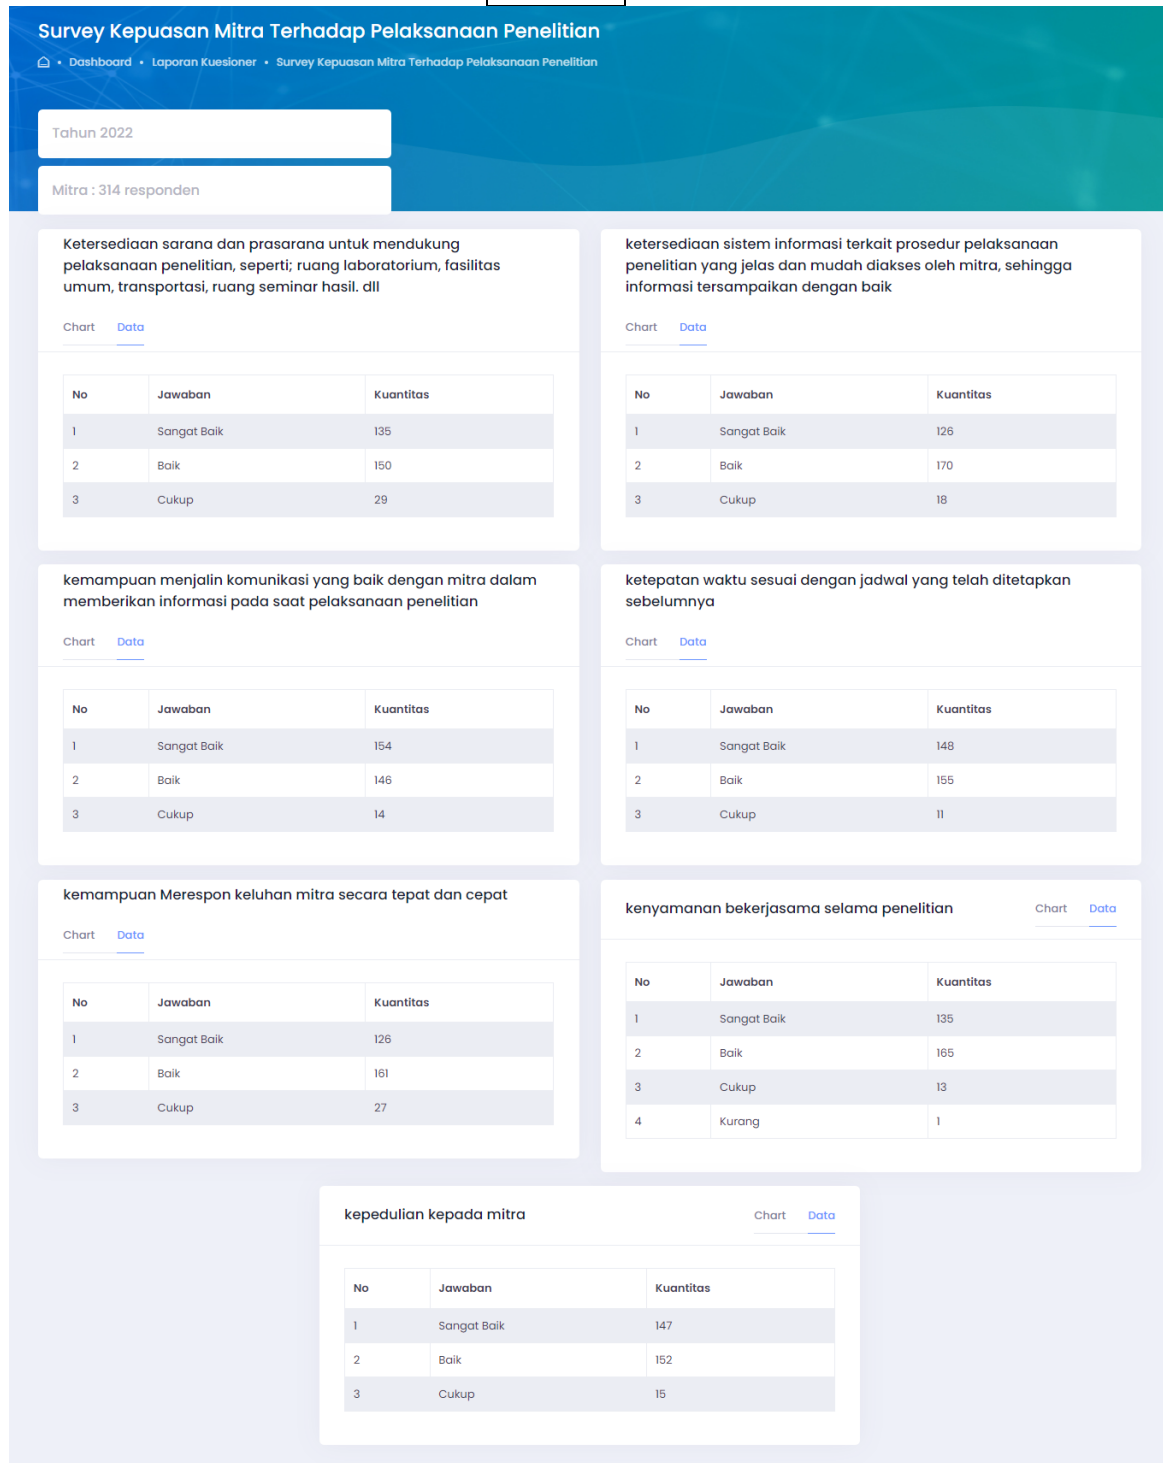 Survey Kepuasan Mitra Terhadap Pelaksanaan Penelitian
Dashboard • Laporan Kuesioner • Survey Kepuasan Mitra Terhadap Pelaksanaan Penelitian
Tahun 2022
Mitra : 314 responden
Ketersediaan sarana dan prasarana untuk mendukung
pelaksanaan penelitian, seperti; ruang laboratorium, fasilitas
umum, transportasi, ruang seminar hasil. dll
Chart Data
No Jawaban Kuantitas
1 Sangat Baik 135
2 Baik 150
3 Cukup 29
ketersediaan sistem informasi terkait prosedur pelaksanaan
penelitian yang jelas dan mudah diakses oleh mitra, sehingga
informasi tersampaikan dengan baik
Chart Data
No Jawaban Kuantitas
1 Sangat Baik 126
2 Baik 170
3 Cukup 18
kemampuan menjalin komunikasi yang baik dengan mitra dalam
memberikan informasi pada saat pelaksanaan penelitian
Chart Data
No Jawaban Kuantitas
1 Sangat Baik 154
2 Baik 146
3 Cukup 14
ketepatan waktu sesuai dengan jadwal yang telah ditetapkan
sebelumnya
Chart Data
No Jawaban Kuantitas
1 Sangat Baik 148
2 Baik 155
3 Cukup 11
kemampuan Merespon keluhan mitra secara tepat dan cepat
Chart Data
No Jawaban Kuantitas
1 Sangat Baik 126
2 Baik 161
3 Cukup 27
kenyamanan bekerjasama selama penelitian Chart Data
No Jawaban Kuantitas
1 Sangat Baik 135
2 Baik 165
3 Cukup 13
4 Kurang 1
kepedulian kepada mitra Chart Data
No Jawaban Kuantitas
1 Sangat Baik 147
2 Baik 152
3 Cukup 15